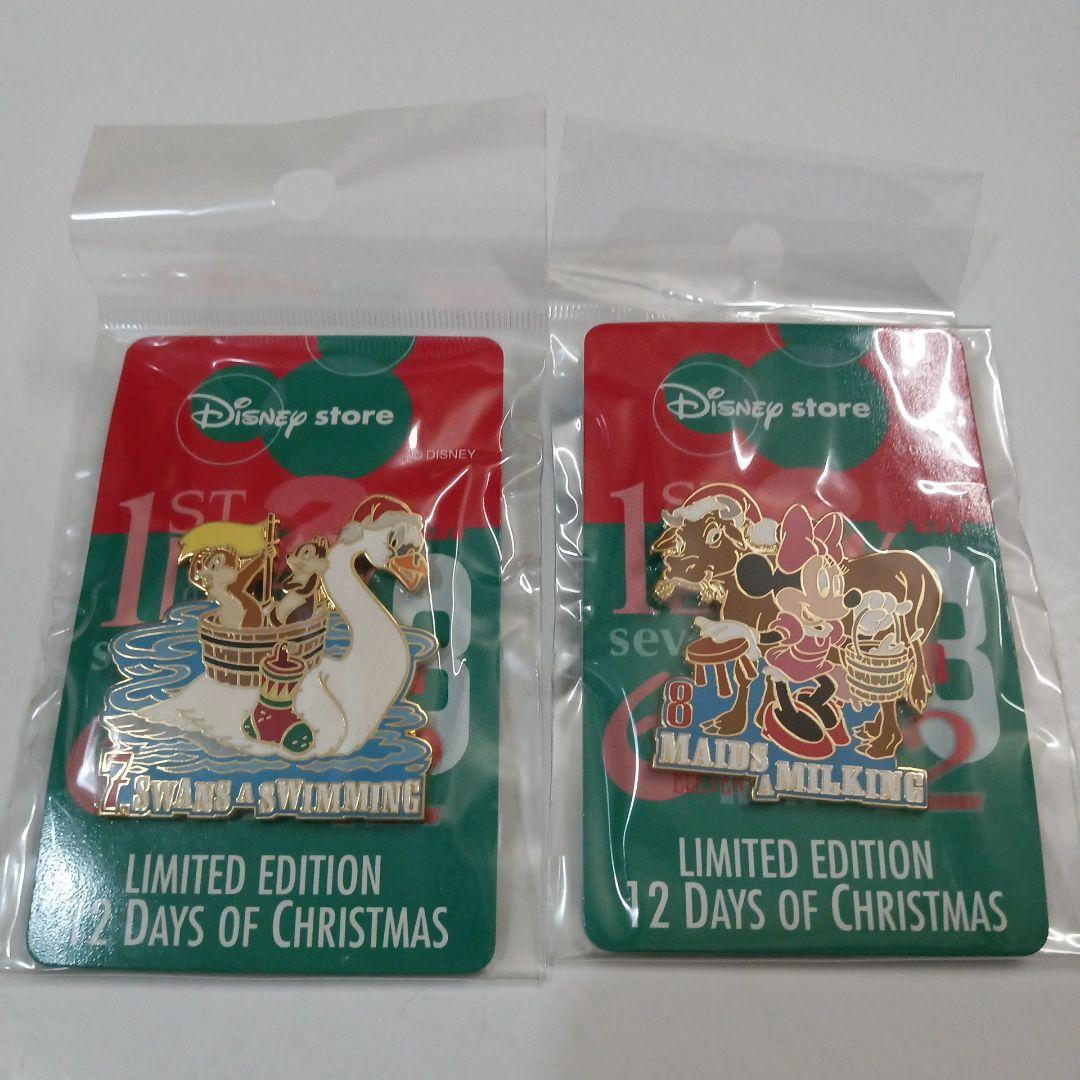 Disney store
© DISNEY
1ST
7 SWANS A SWIMMING
LIMITED EDITION
12 DAYS OF CHRISTMAS
Disney store
8
MAIDS
A MILKING
LIMITED EDITION
12 DAYS OF CHRISTMAS